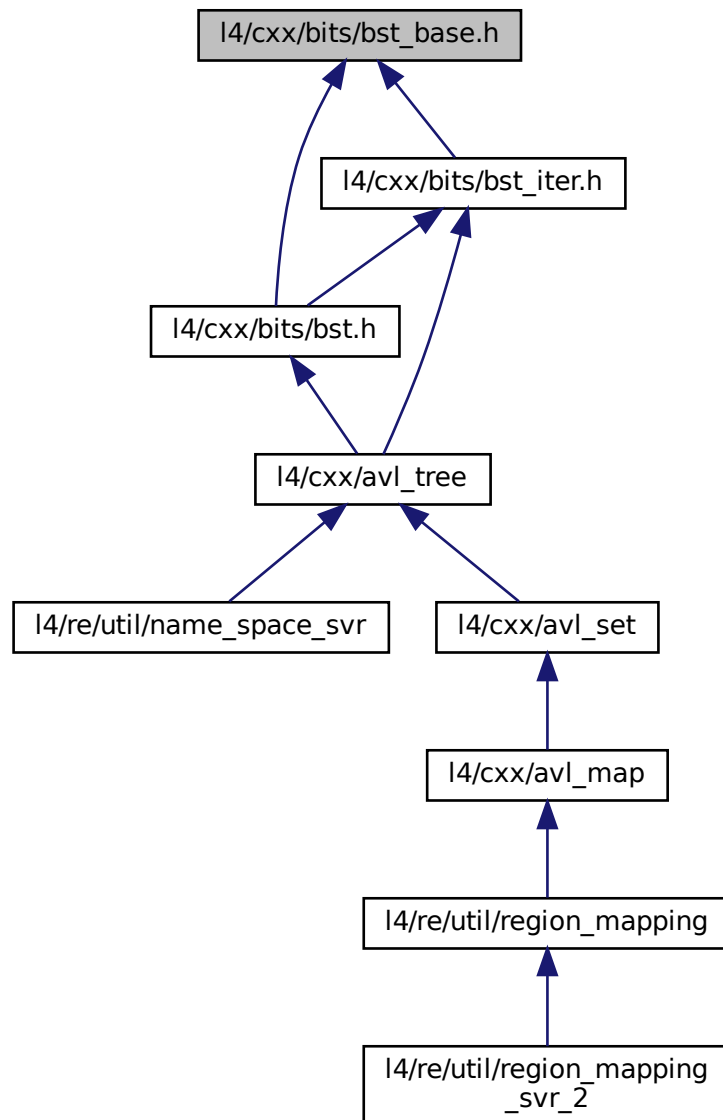 l4/cxx/bits/bst_base.h
l4/cxx/bits/bst_iter.h
l4/cxx/bits/bst.h
l4/cxx/avl_tree
l4/re/util/name_space_svr
l4/cxx/avl_set
l4/cxx/avl_map
l4/re/util/region_mapping
l4/re/util/region_mapping
_svr_2